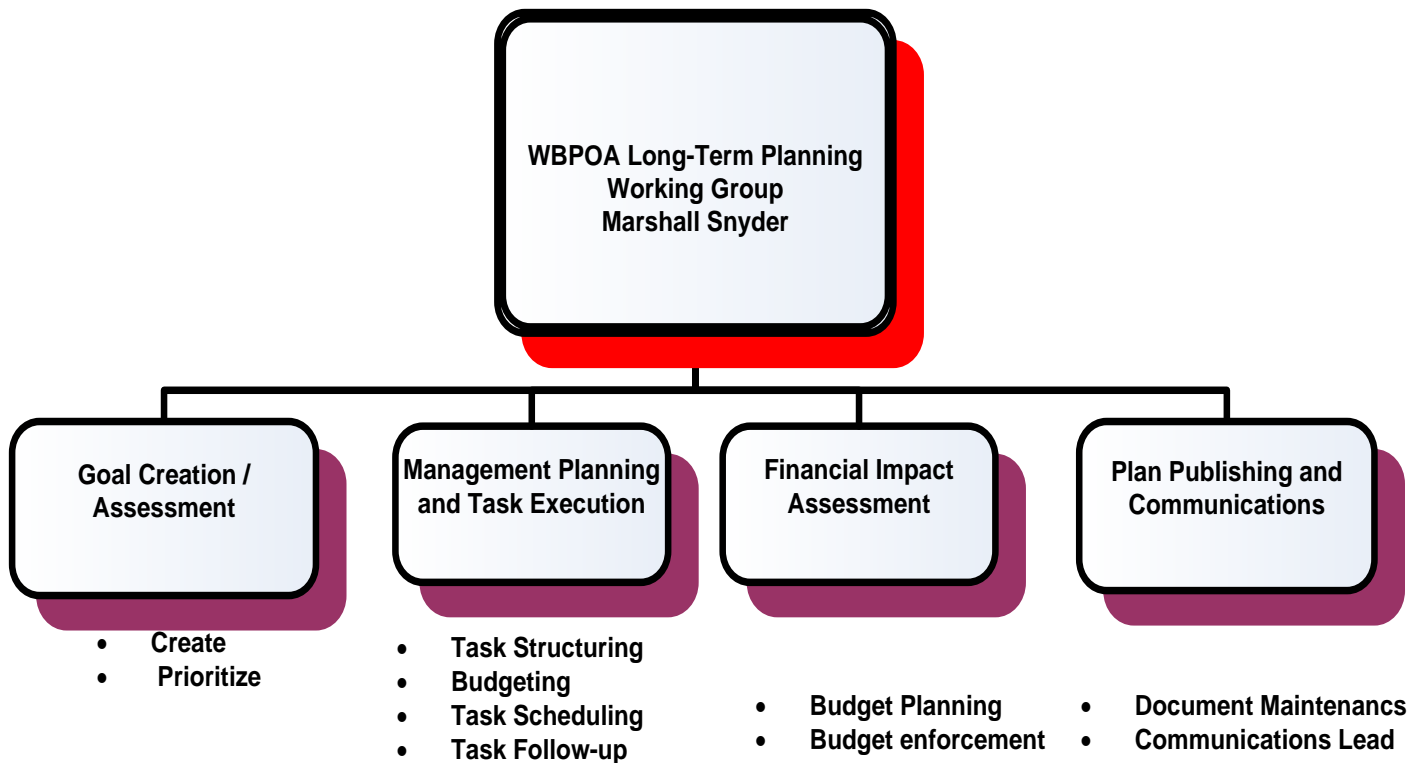 WBPOA Long-Term Planning
Working Group
Marshall Snyder
Goal Creation /
Assessment
Management Planning
and Task Execution
Financial Impact
Assessment
Plan Publishing and
Communications
• Create
• Prioritize
• Task Structuring
• Budgeting
• Task Scheduling
• Task Follow-up
• Budget Planning
• Budget enforcement
• Document Maintenancs
• Communications Lead